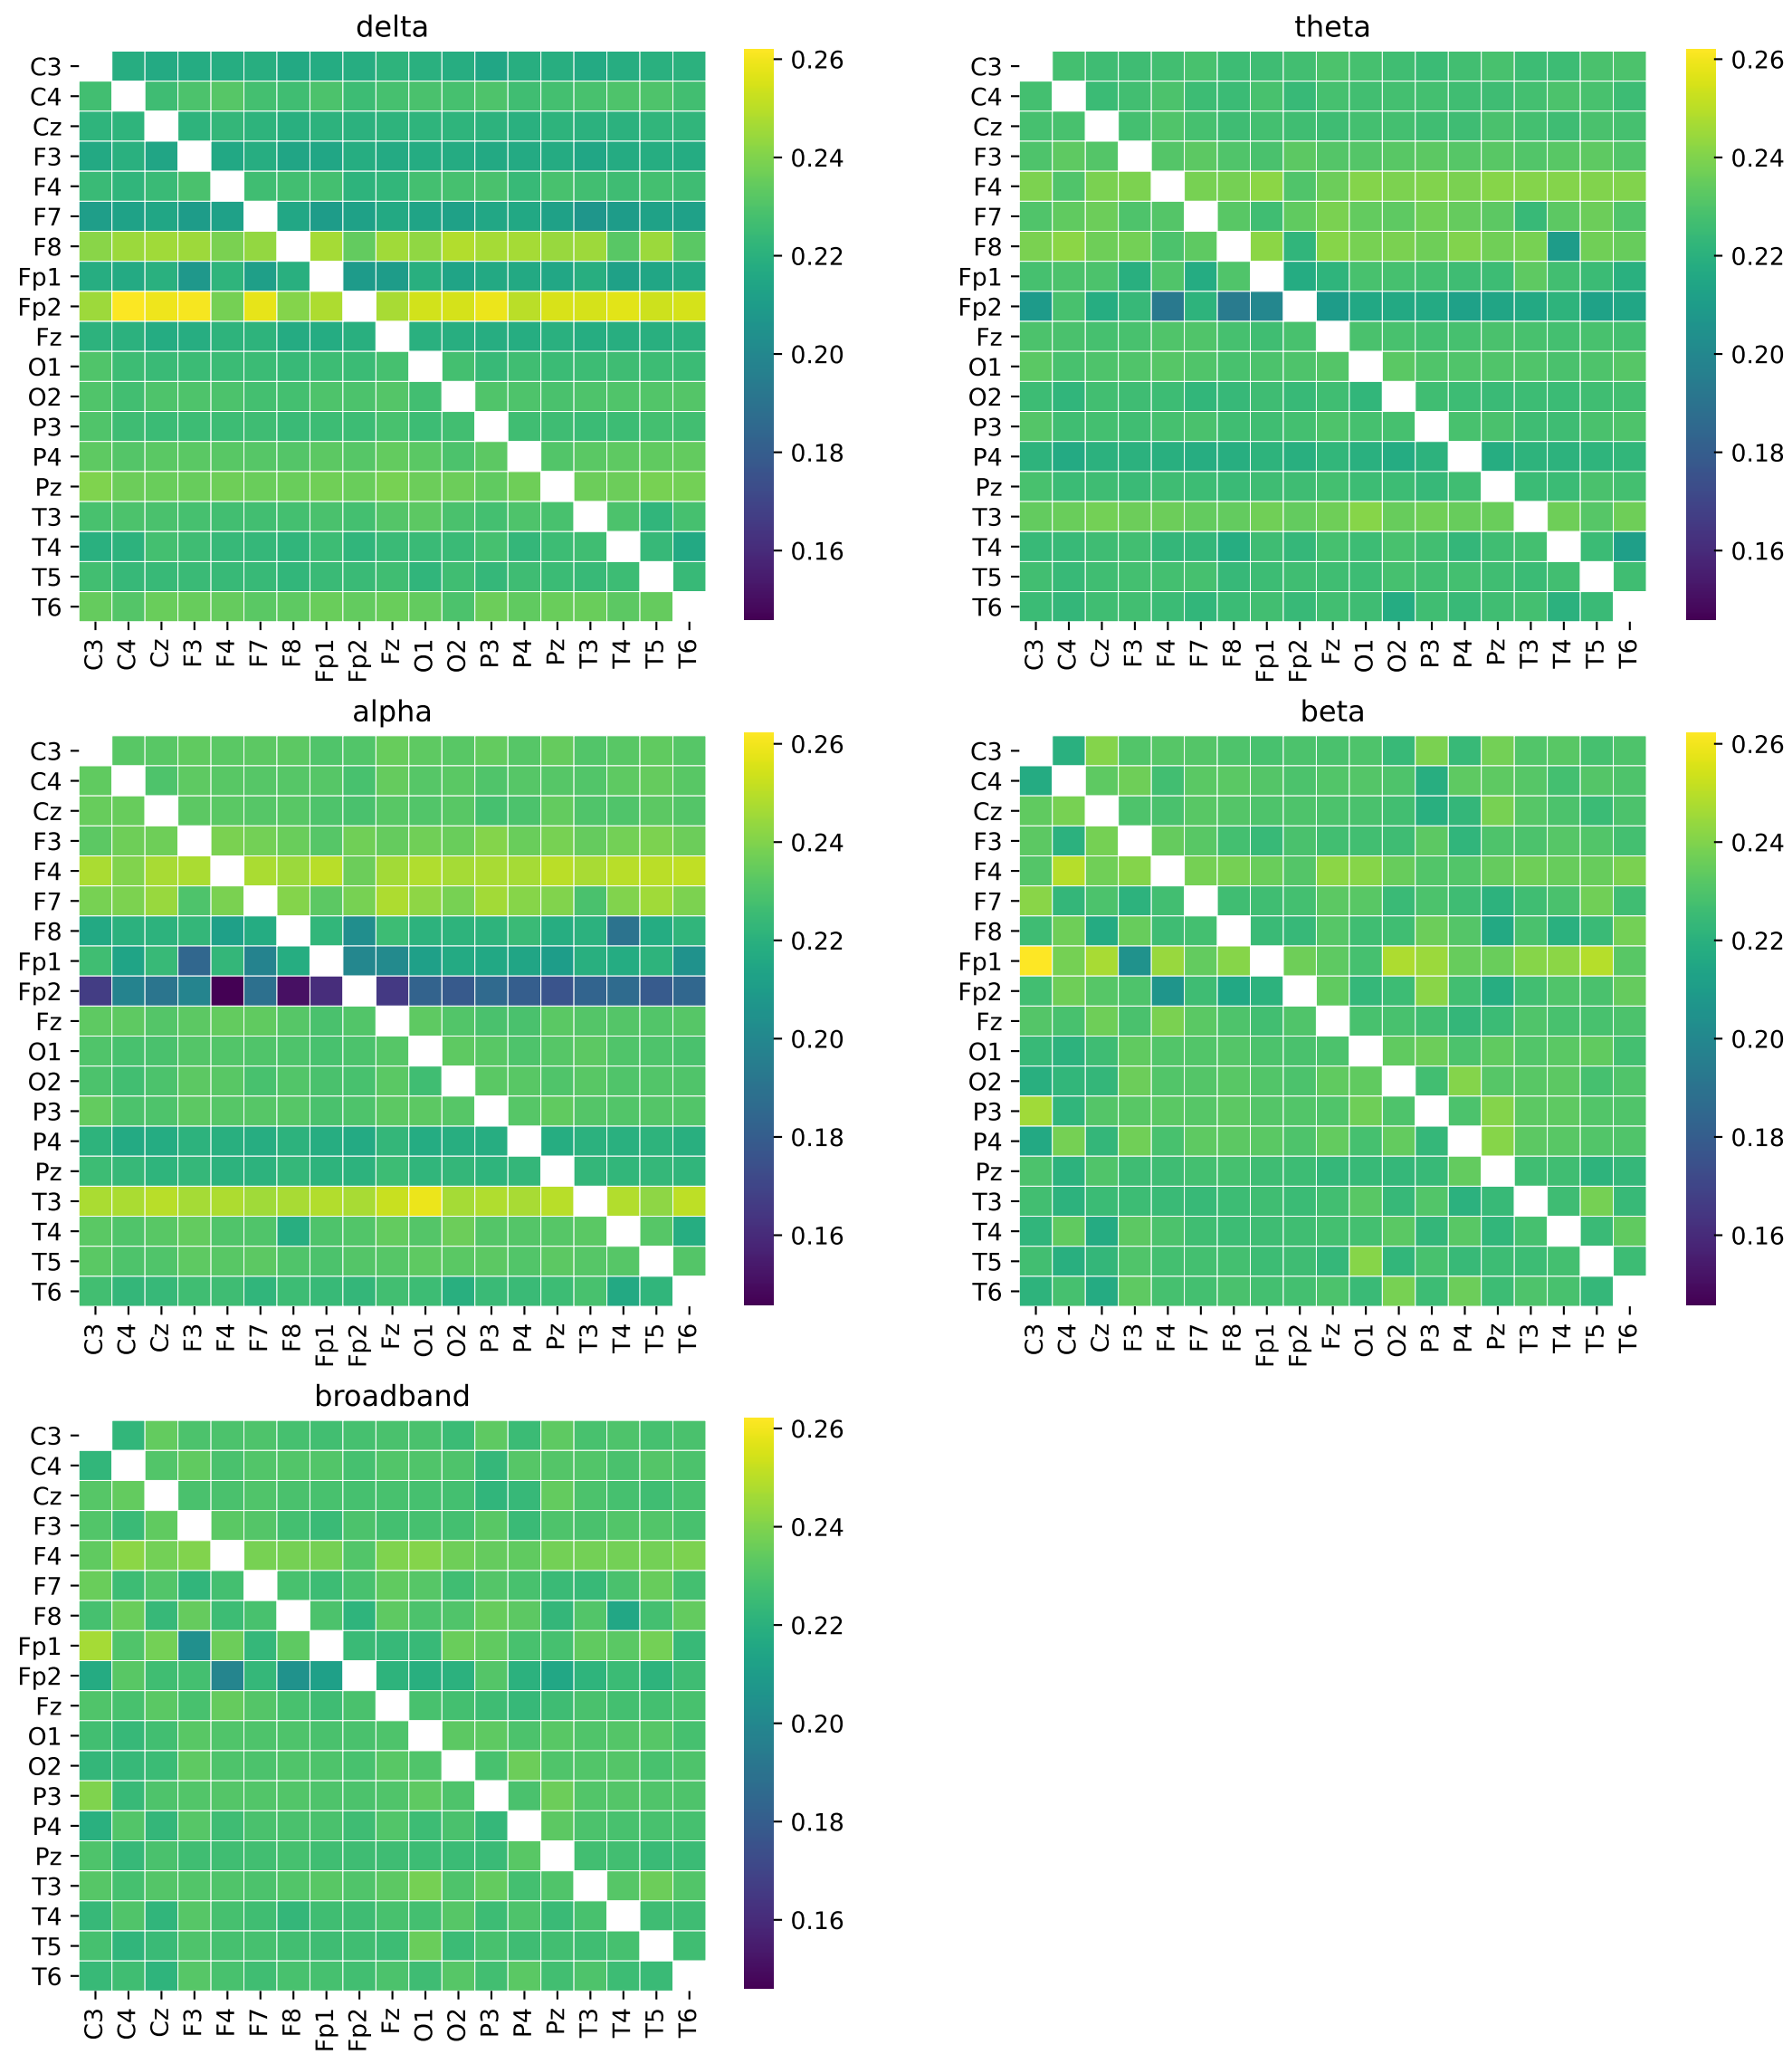 delta
theta
C3
C4
Cz
F3
F4
F7
F8
Fp1
Fp2
Fz
O1
O2
P3
P4
Pz
T3
T4
T5
T6
C3 C4 Cz F3 F4 F7 F8 Fp1 Fp2 Fz O1 O2 P3 P4 Pz T3 T4 T5 T6
0.26
0.24
0.22
0.20
0.18
0.16
C3
C4
Cz
F3
F4
F7
F8
Fp1
Fp2
Fz
O1
O2
P3
P4
Pz
T3
T4
T5
T6
C3 C4 Cz F3 F4 F7 F8 Fp1 Fp2 Fz O1 O2 P3 P4 Pz T3 T4 T5 T6
0.26
0.24
0.22
0.20
0.18
0.16
alpha
beta
C3
C4
Cz
F3
F4
F7
F8
Fp1
Fp2
Fz
O1
O2
P3
P4
Pz
T3
T4
T5
T6
C3 C4 Cz F3 F4 F7 F8 Fp1 Fp2 Fz O1 O2 P3 P4 Pz T3 T4 T5 T6
0.26
0.24
0.22
0.20
0.18
0.16
C3
C4
Cz
F3
F4
F7
F8
Fp1
Fp2
Fz
O1
O2
P3
P4
Pz
T3
T4
T5
T6
C3 C4 Cz F3 F4 F7 F8 Fp1 Fp2 Fz O1 O2 P3 P4 Pz T3 T4 T5 T6
0.26
0.24
0.22
0.20
0.18
0.16
broadband
C3
C4
Cz
F3
F4
F7
F8
Fp1
Fp2
Fz
O1
O2
P3
P4
Pz
T3
T4
T5
T6
C3 C4 Cz F3 F4 F7 F8 Fp1 Fp2 Fz O1 O2 P3 P4 Pz T3 T4 T5 T6
0.26
0.24
0.22
0.20
0.18
0.16